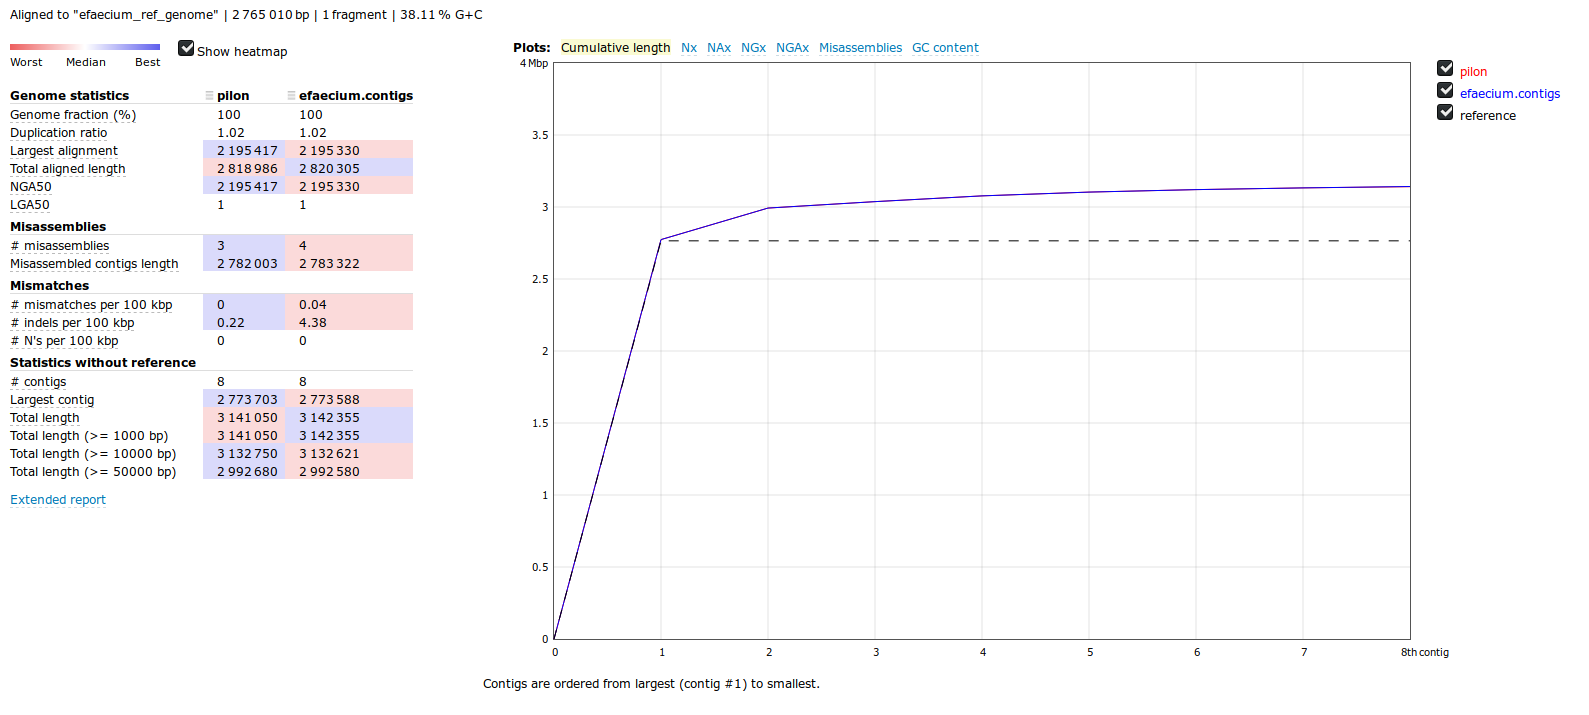 Aligned to "efaecium_ref_genome" | 2 765 010 bp | 1 fragment | 38.11 % G+C
Worst Median Best
Show heatmap
Genome statistics pilon efaecium.contigs
Genome fraction (%) 100 100
Duplication ratio 1.02 1.02
Largest alignment 2 195 417 2 195 330
Total aligned length 2 818 986 2 820 305
NGA50 2 195 417 2 195 330
LGA50 1 1
Misassemblies
# misassemblies 3 4
Misassembled contigs length 2 782 003 2 783 322
Mismatches
# mismatches per 100 kbp 0 0.04
# indels per 100 kbp 0.22 4.38
# N's per 100 kbp 0 0
Statistics without reference
# contigs 8 8
Largest contig 2 773 703 2 773 588
Total length 3 141 050 3 142 355
Total length (>= 1000 bp) 3 141 050 3 142 355
Total length (>= 10000 bp) 3 132 750 3 132 621
Total length (>= 50000 bp) 2 992 680 2 992 580
Extended report
Plots: Cumulative length Nx NAx NGx NGAx Misassemblies GC content
4 Mbp
3.5
3
2.5
2
1.5
1
0.5
0
0 1 2 3 4 5 6 7 8th contig
Contigs are ordered from largest (contig #1) to smallest.
pilon
efaecium.contigs
reference